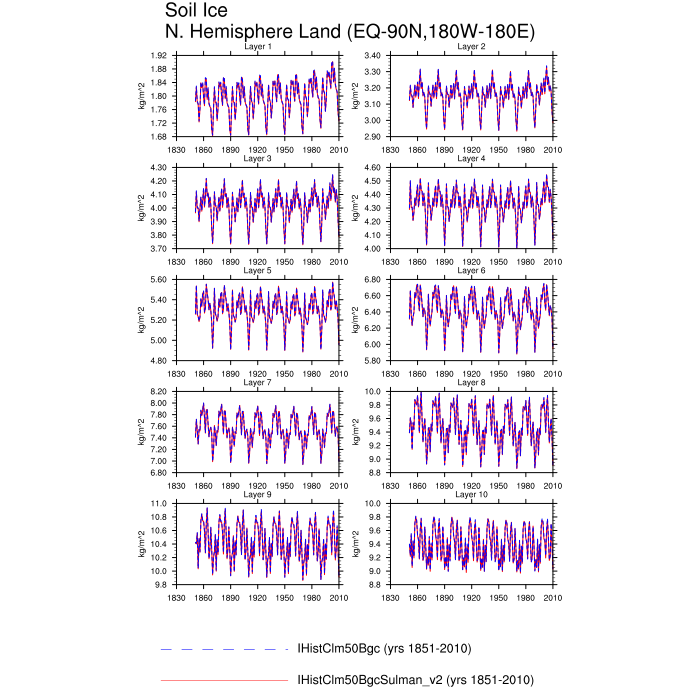 Soil Ice
N. Hemisphere Land (EQ-90N,180W-180E)
Layer 1
Layer 2
1.92
1.88
1.84
1.80
1.76
1.72
1.68
kg/m^2
1830 1860 1890 1920 1950 1980 2010
3.40
3.30
3.20
3.10
3.00
2.90
kg/m^2
1830 1860 1890 1920 1950 1980 2010
Layer 3
Layer 4
4.30
4.20
4.10
4.00
3.90
3.80
3.70
kg/m^2
1830 1860 1890 1920 1950 1980 2010
4.60
4.50
4.40
4.30
4.20
4.10
4.00
kg/m^2
1830 1860 1890 1920 1950 1980 2010
Layer 5
Layer 6
5.60
5.40
5.20
5.00
4.80
kg/m^2
1830 1860 1890 1920 1950 1980 2010
6.80
6.60
6.40
6.20
6.00
5.80
kg/m^2
1830 1860 1890 1920 1950 1980 2010
Layer 7
Layer 8
8.20
8.00
7.80
7.60
7.40
7.20
7.00
6.80
kg/m^2
1830 1860 1890 1920 1950 1980 2010
10.0
9.8
9.6
9.4
9.2
9.0
8.8
kg/m^2
1830 1860 1890 1920 1950 1980 2010
Layer 9
Layer 10
11.0
10.8
10.6
10.4
10.2
10.0
9.8
kg/m^2
1830 1860 1890 1920 1950 1980 2010
10.0
9.8
9.6
9.4
9.2
9.0
8.8
kg/m^2
1830 1860 1890 1920 1950 1980 2010
IHistClm50Bgc (yrs 1851-2010)
IHistClm50BgcSulman_v2 (yrs 1851-2010)